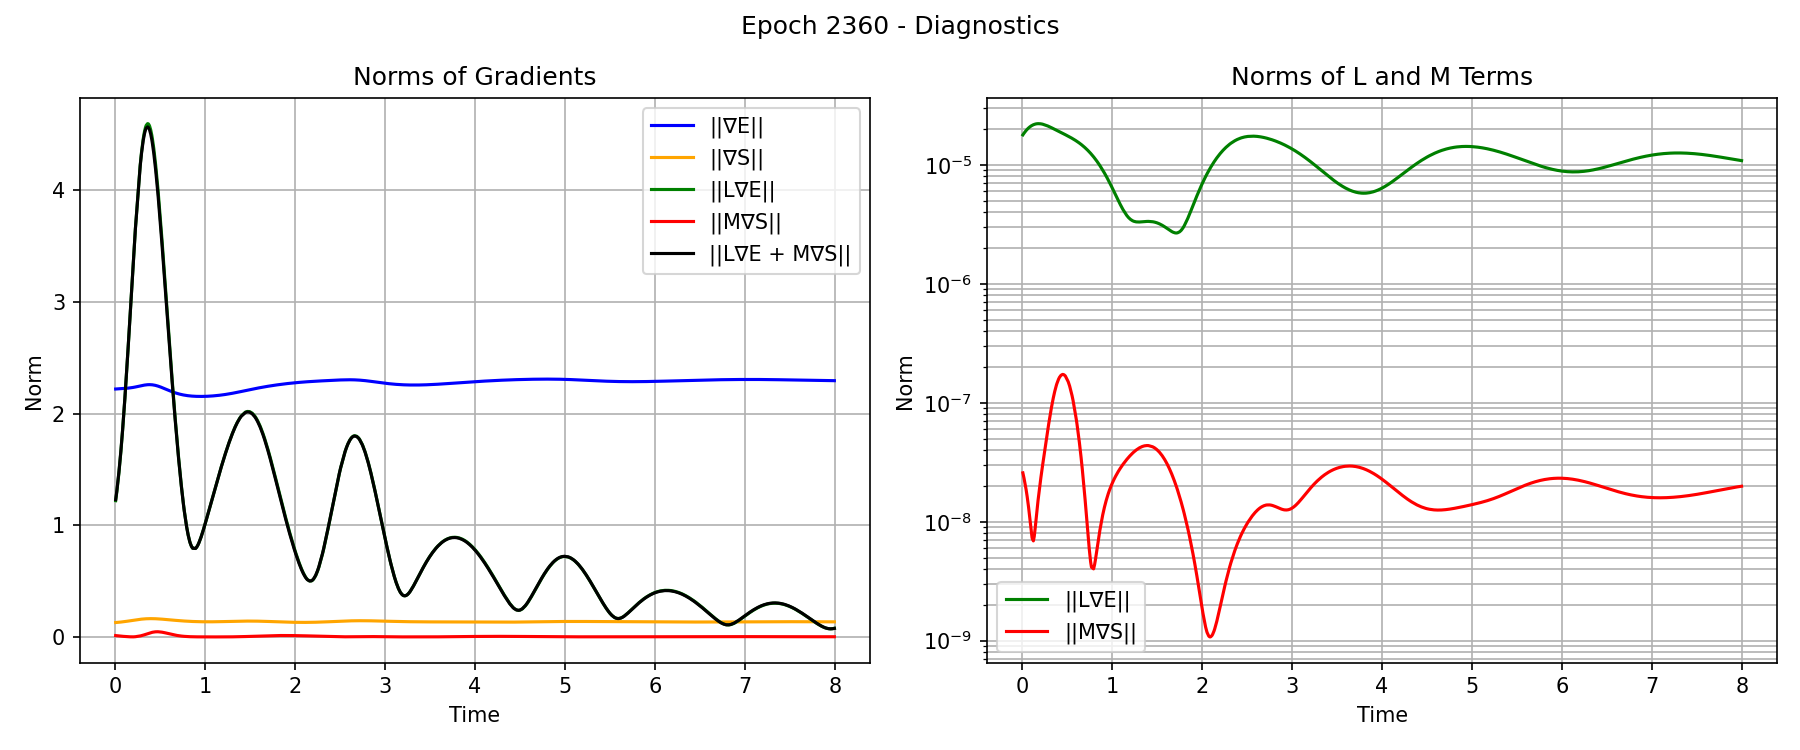 Epoch 2360 - Diagnostics
Norms of Gradients
Norm
4
3
2
1
0
||∇E||
||∇S||
||L∇E||
||M∇S||
||L∇E + M∇S||
0 1 2 3 4 5 6 7 8
Time
Norms of L and M Terms
Norm
10⁻⁵
10⁻⁶
10⁻⁷
10⁻⁸
10⁻⁹
||L∇E||
||M∇S||
0 1 2 3 4 5 6 7 8
Time